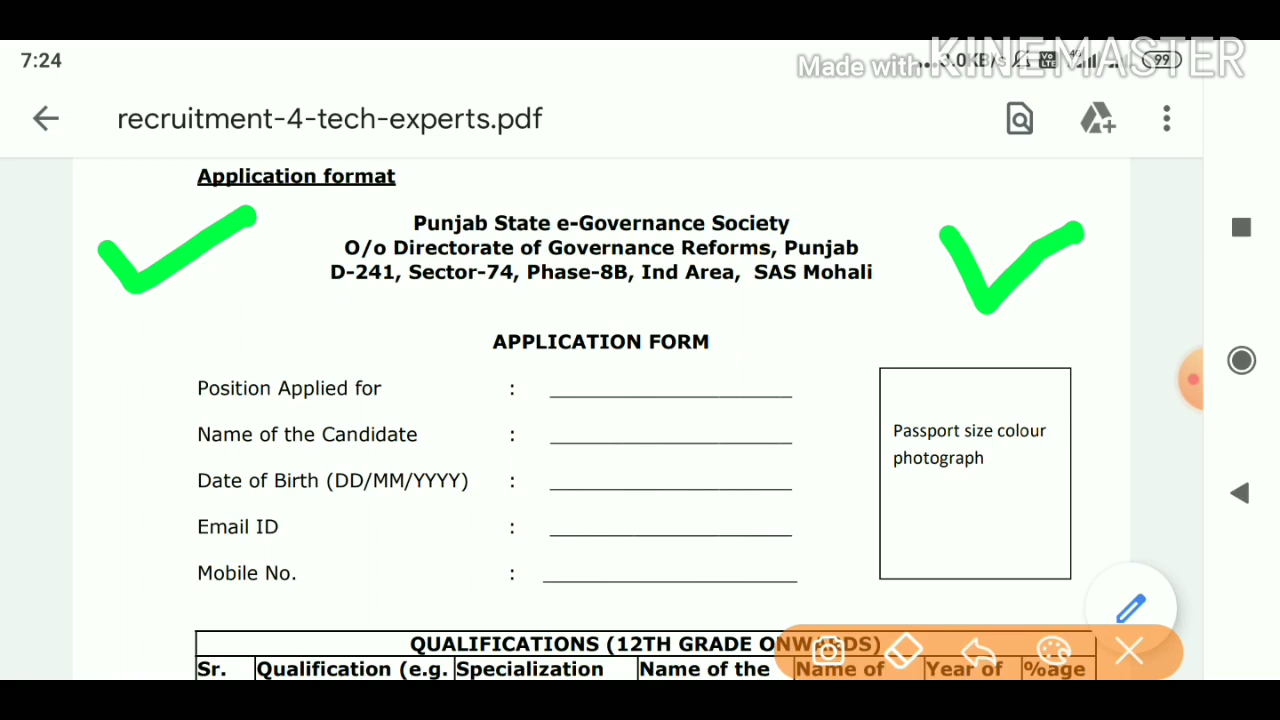 7:24
Made with KINEMASTER
99
recruitment-4-tech-experts.pdf
Application format
Punjab State e-Governance Society
O/o Directorate of Governance Reforms, Punjab
D-241, Sector-74, Phase-8B, Ind Area, SAS Mohali
APPLICATION FORM
Position Applied for :
Name of the Candidate :
Date of Birth (DD/MM/YYYY) :
Email ID :
Mobile No. :
Passport size colour
photograph
QUALIFICATIONS (12TH GRADE ONWARDS)
Sr. Qualification (e.g. Specialization Name of the Name of Year of %age